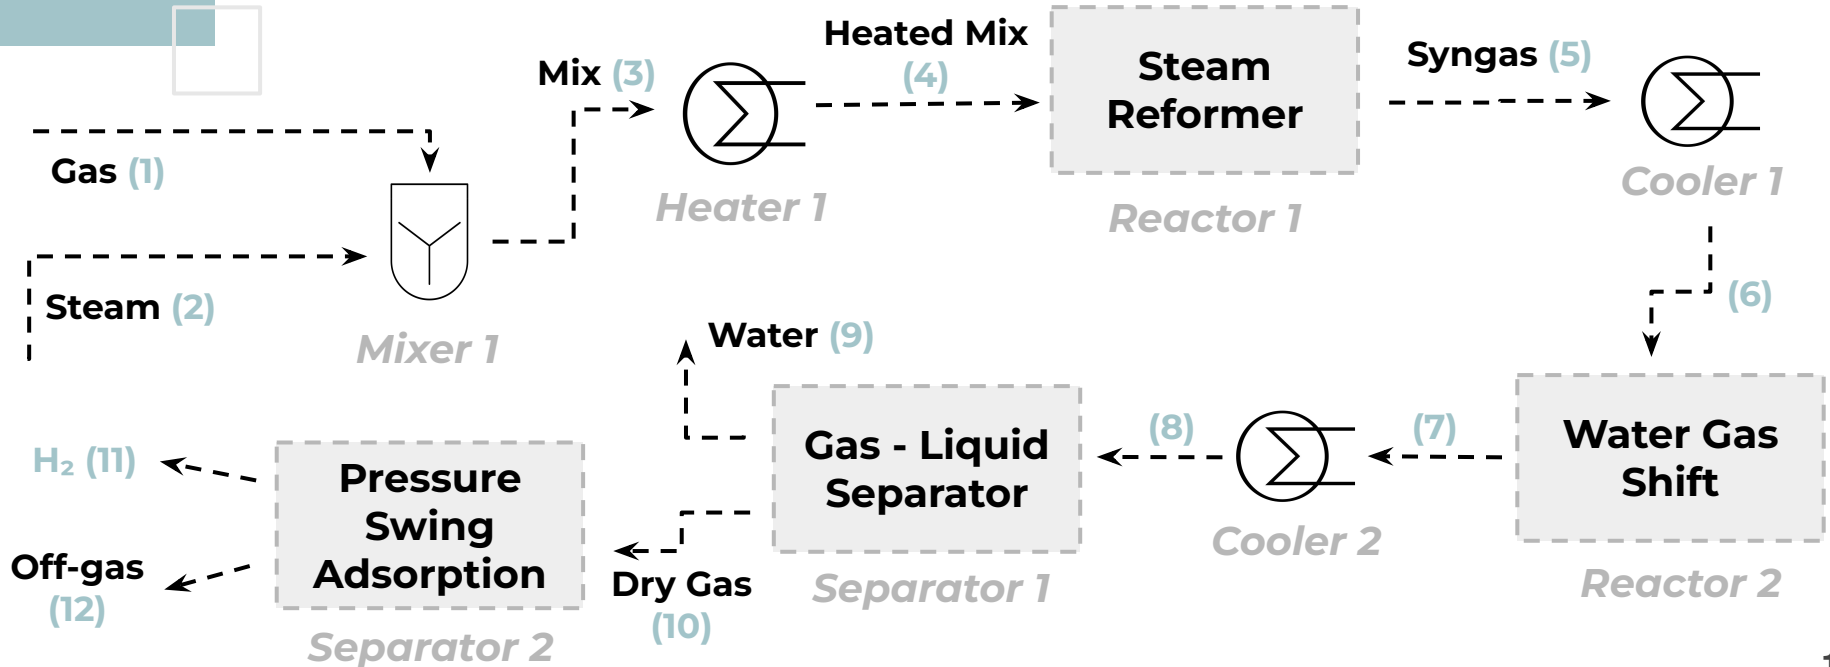 Gas (1)
Steam (2)
Mixer 1
Mix (3)
Heater 1
Heated Mix
(4)
Steam
Reformer
Reactor 1
Syngas (5)
Cooler 1
(6)
Water Gas
Shift
Reactor 2
(7)
Cooler 2
(8)
Gas - Liquid
Separator
Separator 1
Water (9)
Dry Gas
(10)
Pressure
Swing
Adsorption
Separator 2
H₂ (11)
Off-gas
(12)